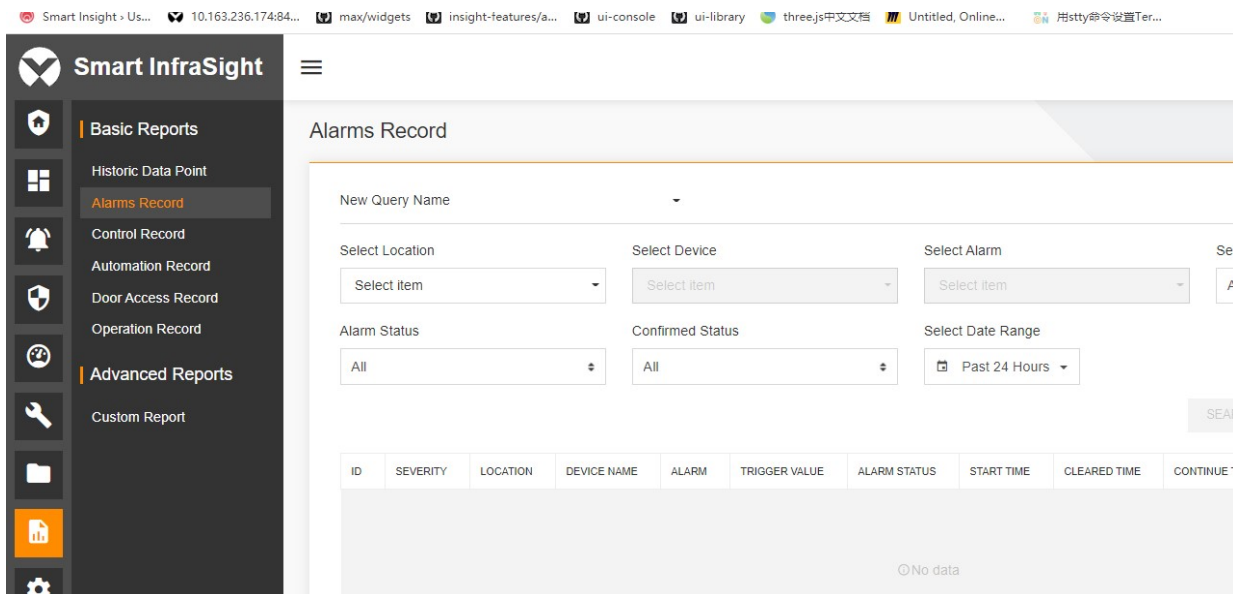 Smart Insight › Us... 10.163.236.174:84... max/widgets insight-features/a... ui-console ui-library three.js中文文档 Untitled, Online... 用stty命令设置Ter...
Smart InfraSight
Basic Reports
Historic Data Point
Alarms Record
Control Record
Automation Record
Door Access Record
Operation Record
Advanced Reports
Custom Report
Alarms Record
New Query Name
Select Location Select Device Select Alarm Se
Select item Select item Select item A
Alarm Status Confirmed Status Select Date Range
All All Past 24 Hours
SEA
ID SEVERITY LOCATION DEVICE NAME ALARM TRIGGER VALUE ALARM STATUS START TIME CLEARED TIME CONTINUE
No data